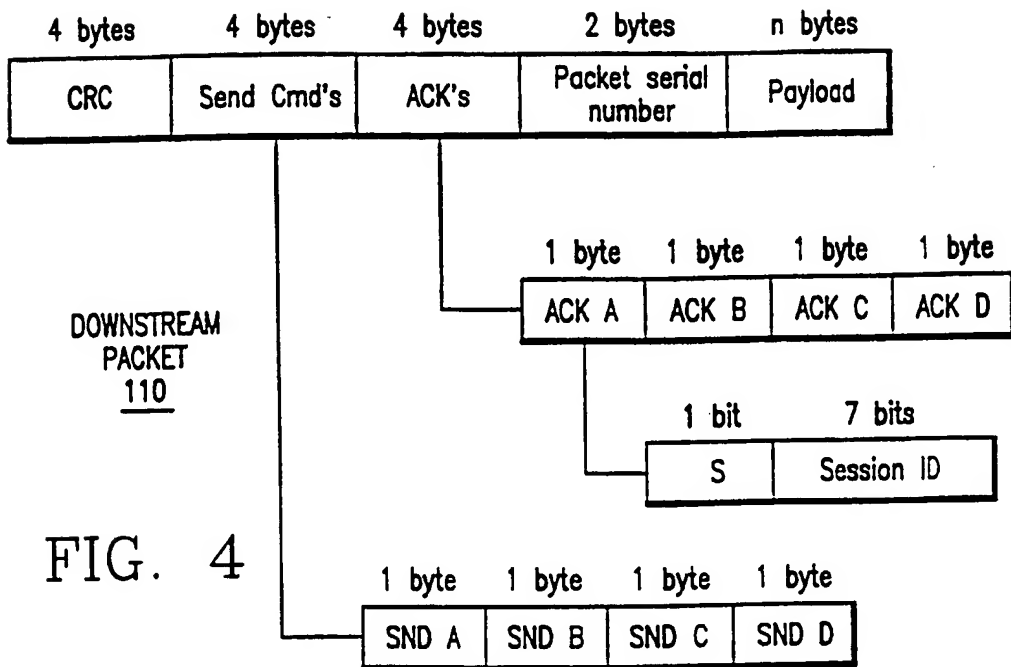 4 bytes 4 bytes 4 bytes 2 bytes n bytes
CRC Send Cmd's ACK's Packet serial number Payload
1 byte 1 byte 1 byte 1 byte
ACK A ACK B ACK C ACK D
DOWNSTREAM
PACKET
110
1 bit 7 bits
S Session ID
FIG. 4
1 byte 1 byte 1 byte 1 byte
SND A SND B SND C SND D